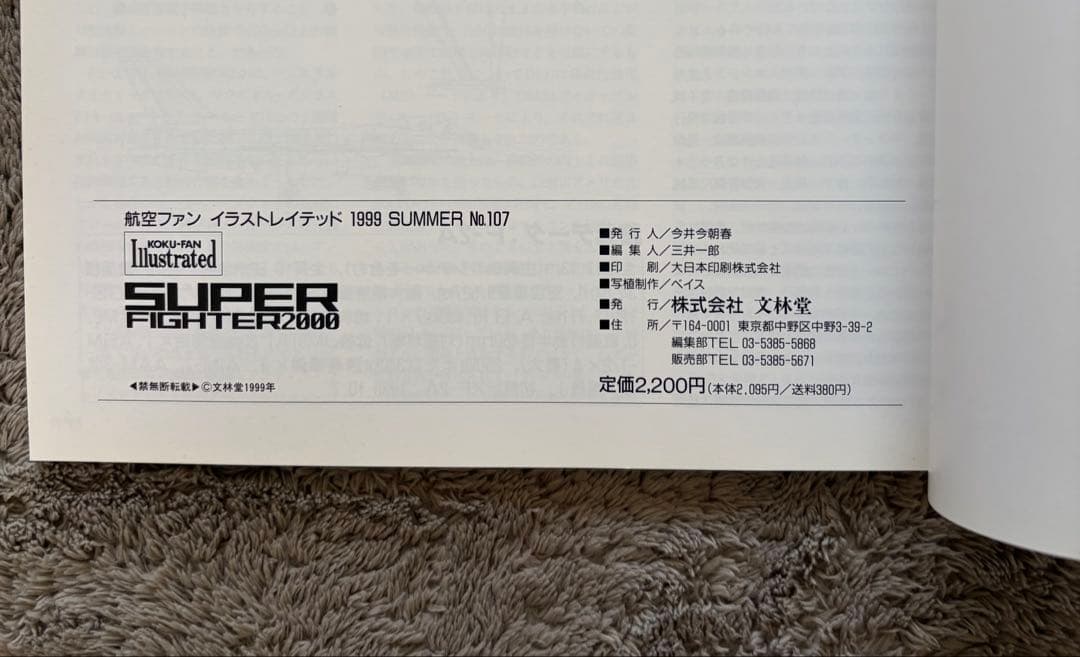 航空ファン イラストレイテッド 1999 SUMMER No.107
KOKU-FAN
Illustrated
SUPER
FIGHTER2000
◀禁無断転載▶©文林堂1999年
■発行人／今井今朝春
■編集人／三井一郎
■印刷／大日本印刷株式会社
■写植制作／ベイス
■発行／株式会社 文林堂
■住所／〒164-0001 東京都中野区中野3-39-2
編集部TEL 03-5385-5868
販売部TEL 03-5385-5671
定価2,200円(本体2,095円／送料380円)